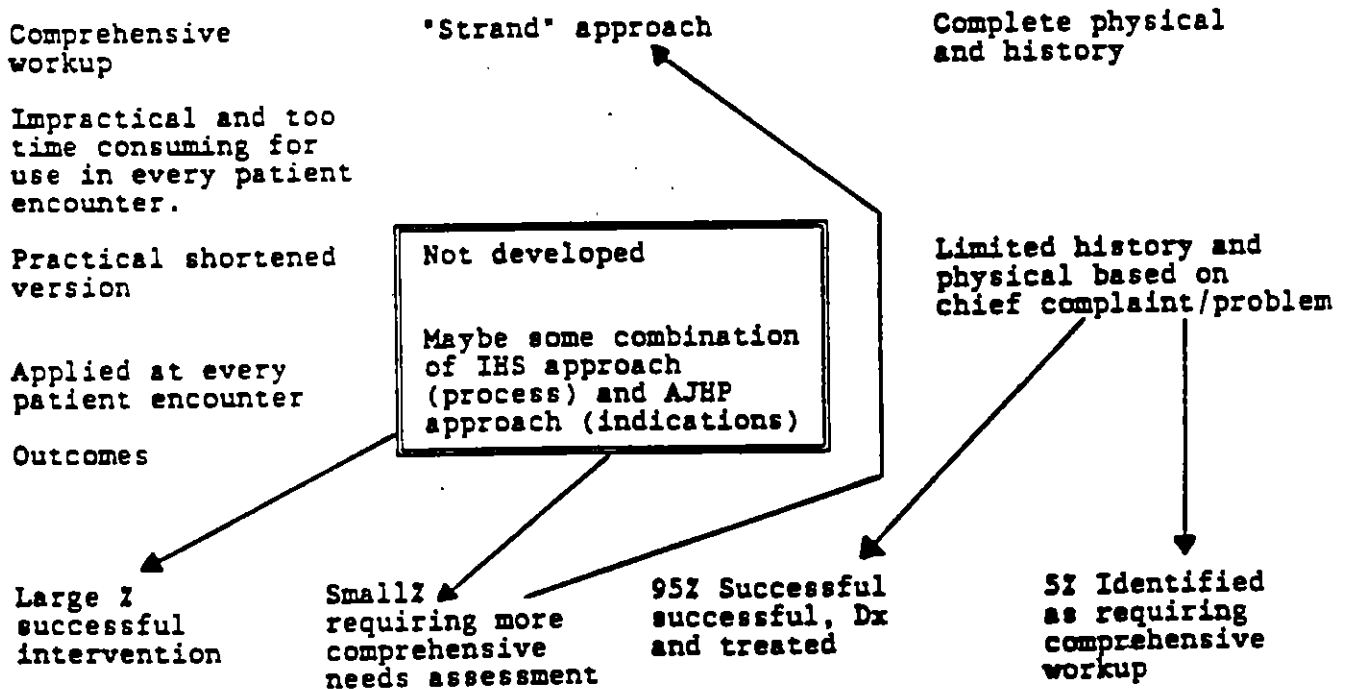 Comprehensive
workup
"Strand" approach
Complete physical
and history
Impractical and too
time consuming for
use in every patient
encounter.
Practical shortened
version
Not developed
Limited history and
physical based on
chief complaint/problem
Maybe some combination
of IHS approach
(process) and AJHP
approach (indications)
Applied at every
patient encounter
Outcomes
Large %
successful
intervention
Small%
requiring more
comprehensive
needs assessment
95% Successful
successful, Dx
and treated
5% Identified
as requiring
comprehensive
workup